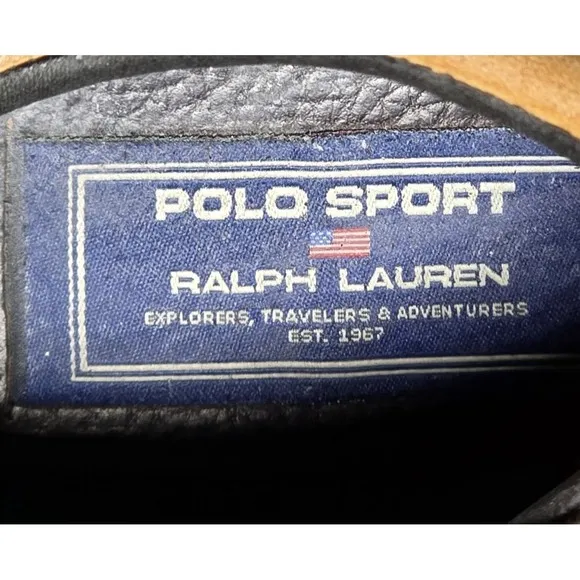 POLO SPORT
RALPH LAUREN
EXPLORERS, TRAVELERS & ADVENTURERS
EST. 1967